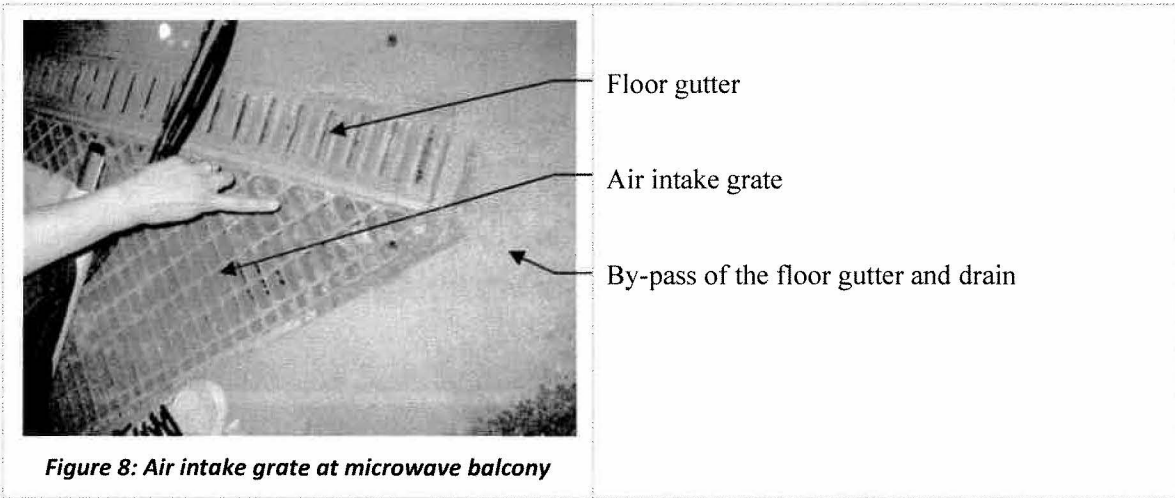 Floor gutter
Air intake grate
By-pass of the floor gutter and drain
Figure 8: Air intake grate at microwave balcony